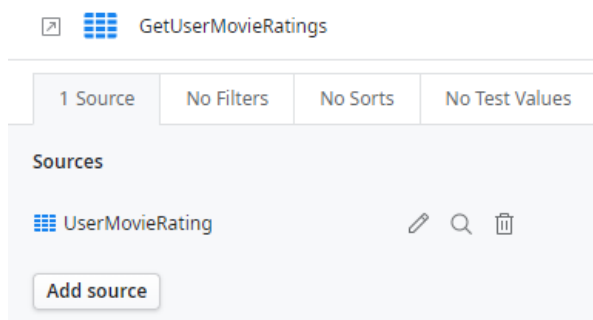 GetUserMovieRatings
1 Source No Filters No Sorts No Test Values
Sources
UserMovieRating
Add source